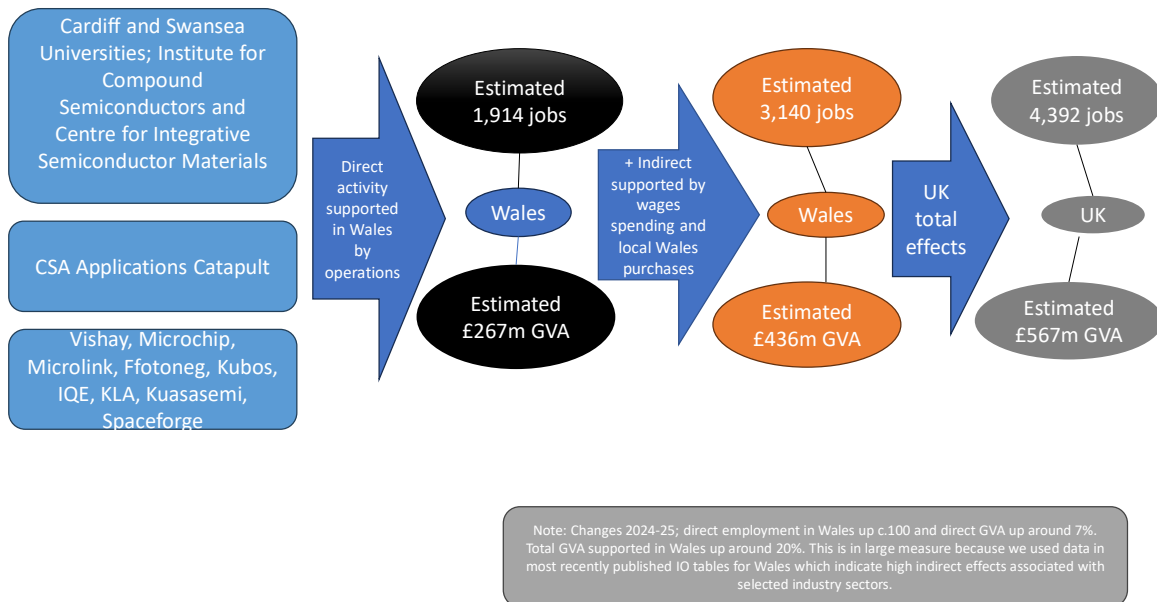 Cardiff and Swansea
Universities; Institute for
Compound
Semiconductors and
Centre for Integrative
Semiconductor Materials
CSA Applications Catapult
Vishay, Microchip,
Microlink, Ffotoneg, Kubos,
IQE, KLA, Kuasasemi,
Spaceforge
Direct
activity
supported
in Wales
by
operations
Estimated
1,914 jobs
Wales
Estimated
£267m GVA
+ Indirect
supported by
wages
spending and
local Wales
purchases
Estimated
3,140 jobs
Wales
Estimated
£436m GVA
UK
total
effects
Estimated
4,392 jobs
UK
Estimated
£567m GVA
Note: Changes 2024-25; direct employment in Wales up c.100 and direct GVA up around 7%.
Total GVA supported in Wales up around 20%. This is in large measure because we used data in
most recently published IO tables for Wales which indicate high indirect effects associated with
selected industry sectors.